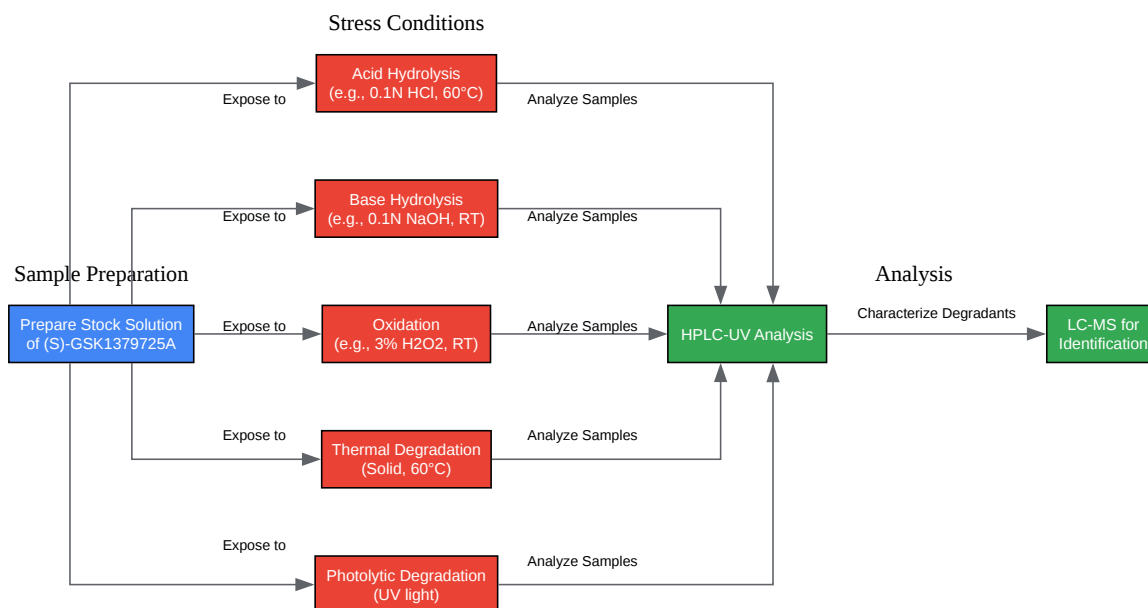 Stress Conditions
Acid Hydrolysis
(e.g., 0.1N HCl, 60°C)
Expose to
Analyze Samples
Base Hydrolysis
(e.g., 0.1N NaOH, RT)
Expose to
Analyze Samples
Sample Preparation
Analysis
Prepare Stock Solution
of (S)-GSK1379725A
Expose to
Oxidation
(e.g., 3% H2O2, RT)
Analyze Samples
HPLC-UV Analysis
Characterize Degradants
LC-MS for
Identification
Expose to
Thermal Degradation
(Solid, 60°C)
Analyze Samples
Expose to
Photolytic Degradation
(UV light)
Analyze Samples